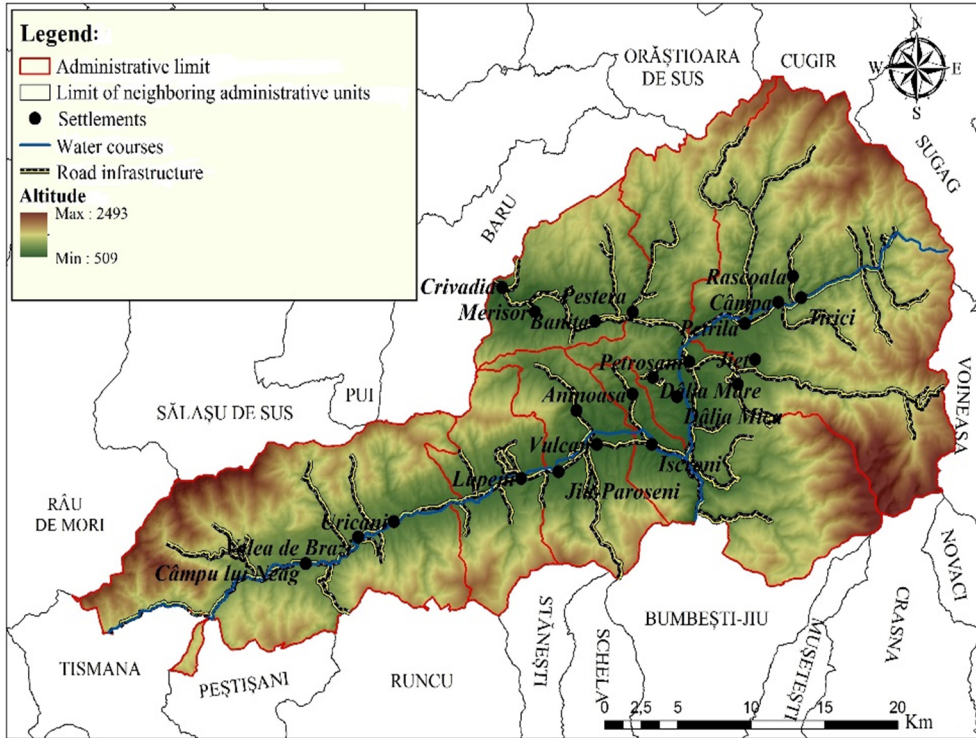 Legend:
Administrative limit
Limit of neighboring administrative units
Settlements
Water courses
Road infrastructure
Altitude
Max : 2493
Min : 509
N
W
E
S
ORĂȘTIOARA
DE SUS
CUGIR
SUGAG
BARU
Crivadia
Merisor
Pestera
Banita
Rascoala
Câmpa
Tirici
Petrila
Petrosani
Jiet
Dâlja Mare
Dâlja Mica
Aninoasa
Vulcan
Iscroni
Lupeni
Jiu-Paroseni
Uricani
Valea de Brazi
Câmpu lui Neag
PUI
SĂLAȘU DE SUS
RÂU
DE MORI
VOINEASA
NOVACI
CRASNA
MUȘETEȘTI
BUMBEȘTI-JIU
SCHELA
STĂNEȘTI
RUNCU
PEȘTIȘANI
TISMANA
0 2,5 5 10 15 20
Km